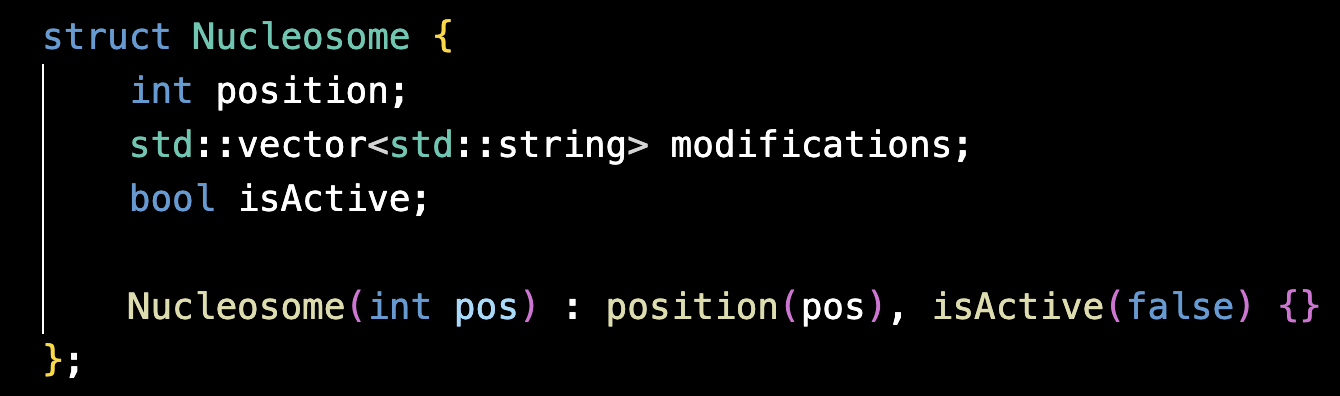 struct Nucleosome {
    int position;
    std::vector<std::string> modifications;
    bool isActive;

    Nucleosome(int pos) : position(pos), isActive(false) {}
};